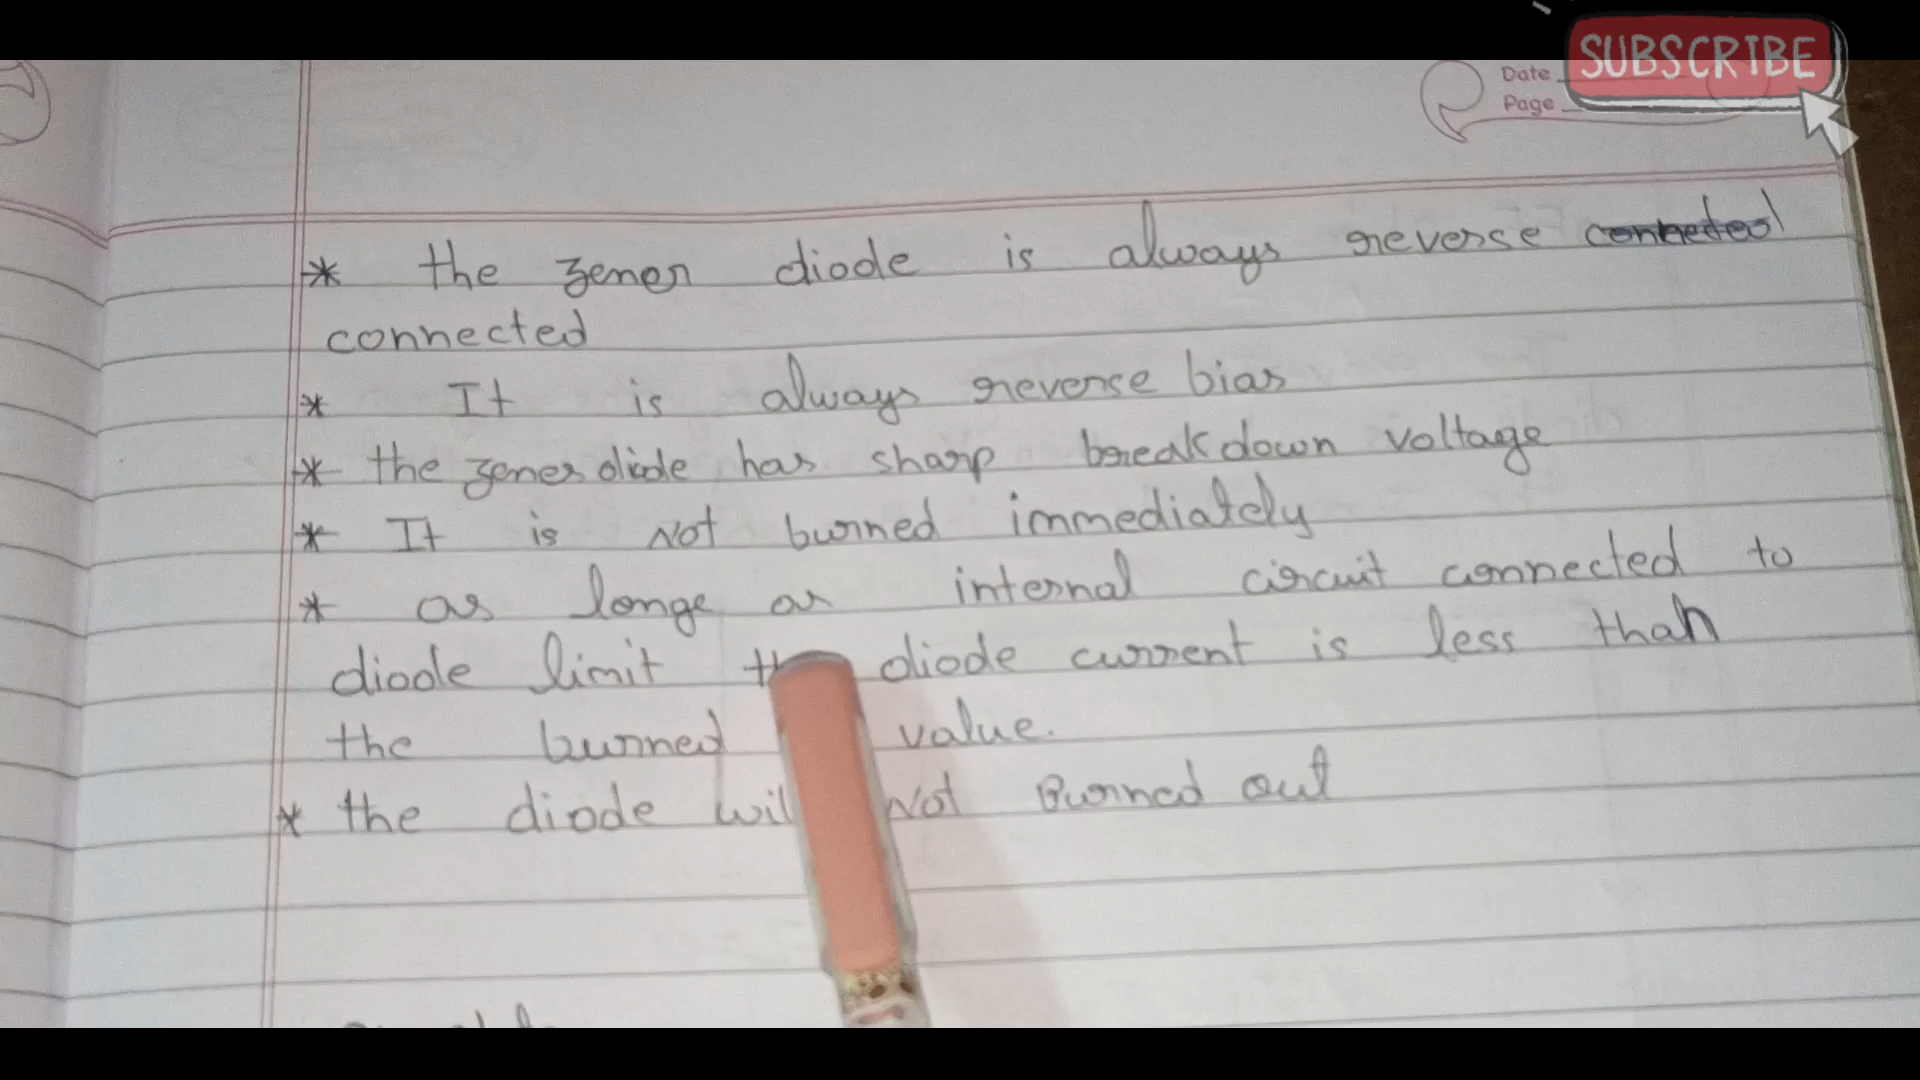 SUBSCRIBE
Date
Page
* the zener diode is always reverse connected
connected
* It is always reverse bias
* the zener diode has sharp breakdown voltage
* It is Not burned immediately
* as longe as internal circuit connected to
diode limit diode current is less than
the burned value.
* the diode Not Burned out